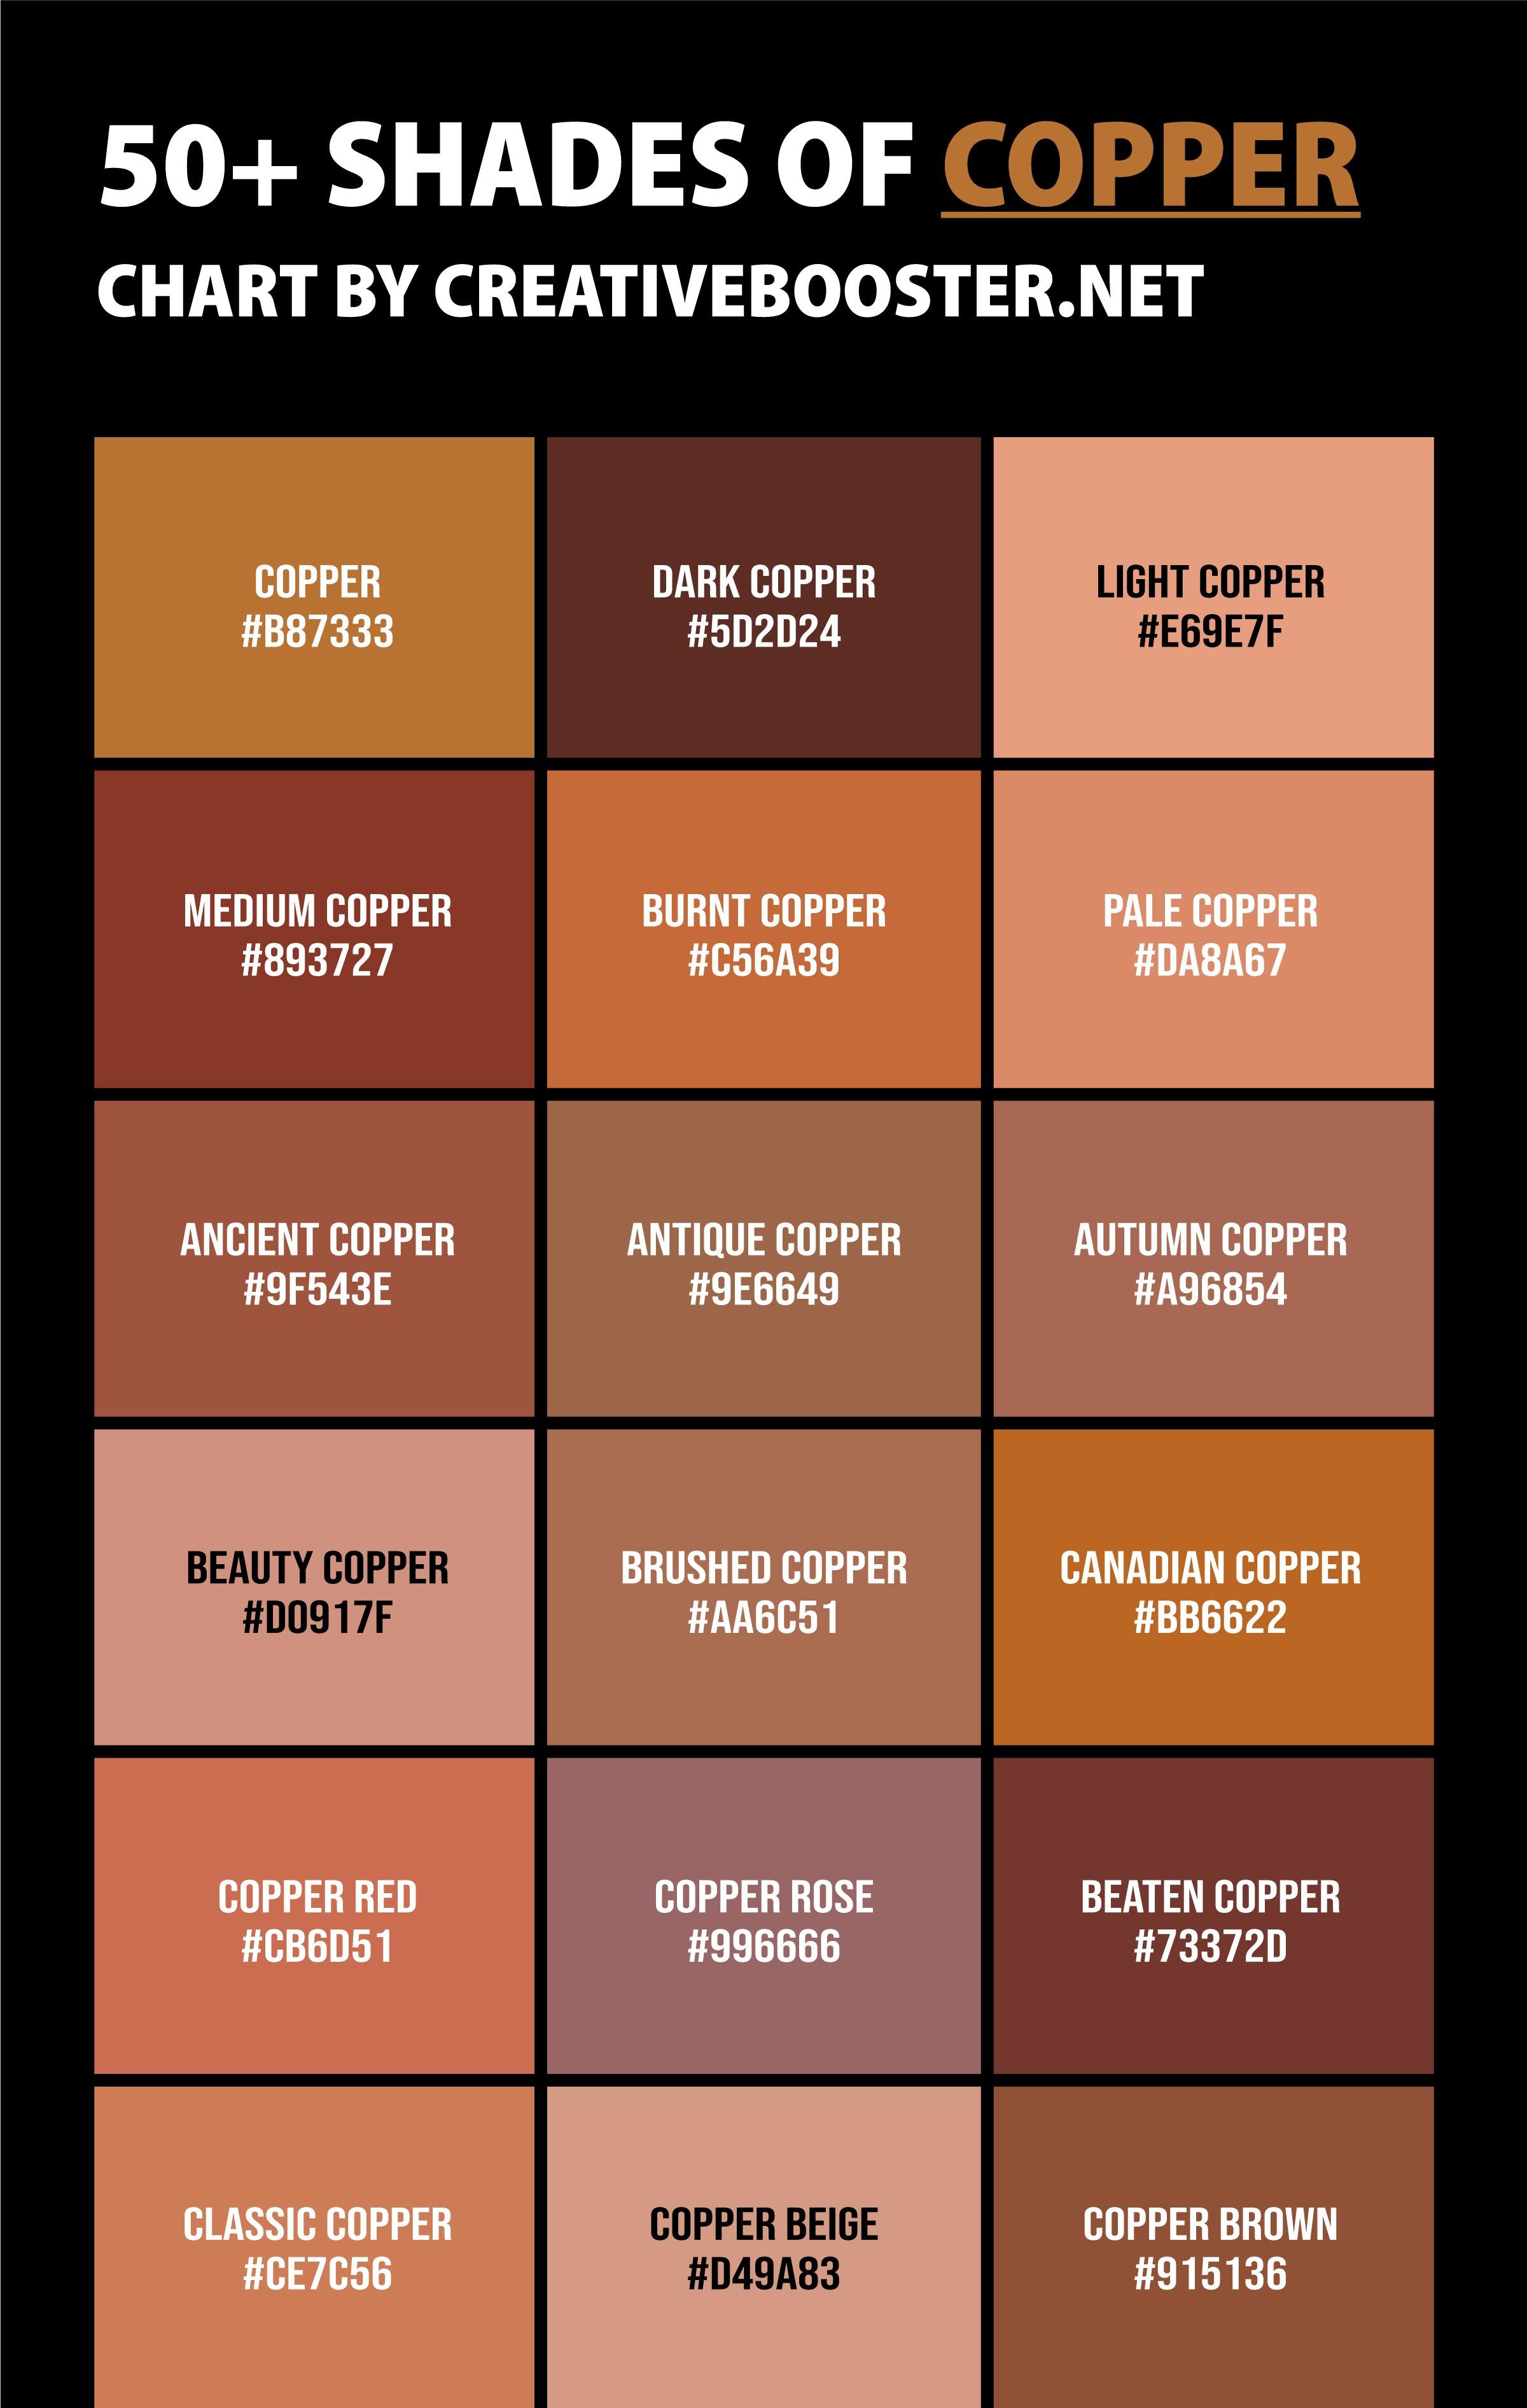 50+ SHADES OF COPPER
CHART BY CREATIVEBOOSTER.NET
COPPER
#B87333
DARK COPPER
#5D2D24
LIGHT COPPER
#E69E7F
MEDIUM COPPER
#893727
BURNT COPPER
#C56A39
PALE COPPER
#DA8A67
ANCIENT COPPER
#9F543E
ANTIQUE COPPER
#9E6649
AUTUMN COPPER
#A96854
BEAUTY COPPER
#D0917F
BRUSHED COPPER
#AA6C51
CANADIAN COPPER
#BB6622
COPPER RED
#CB6D51
COPPER ROSE
#996666
BEATEN COPPER
#73372D
CLASSIC COPPER
#CE7C56
COPPER BEIGE
#D49A83
COPPER BROWN
#915136